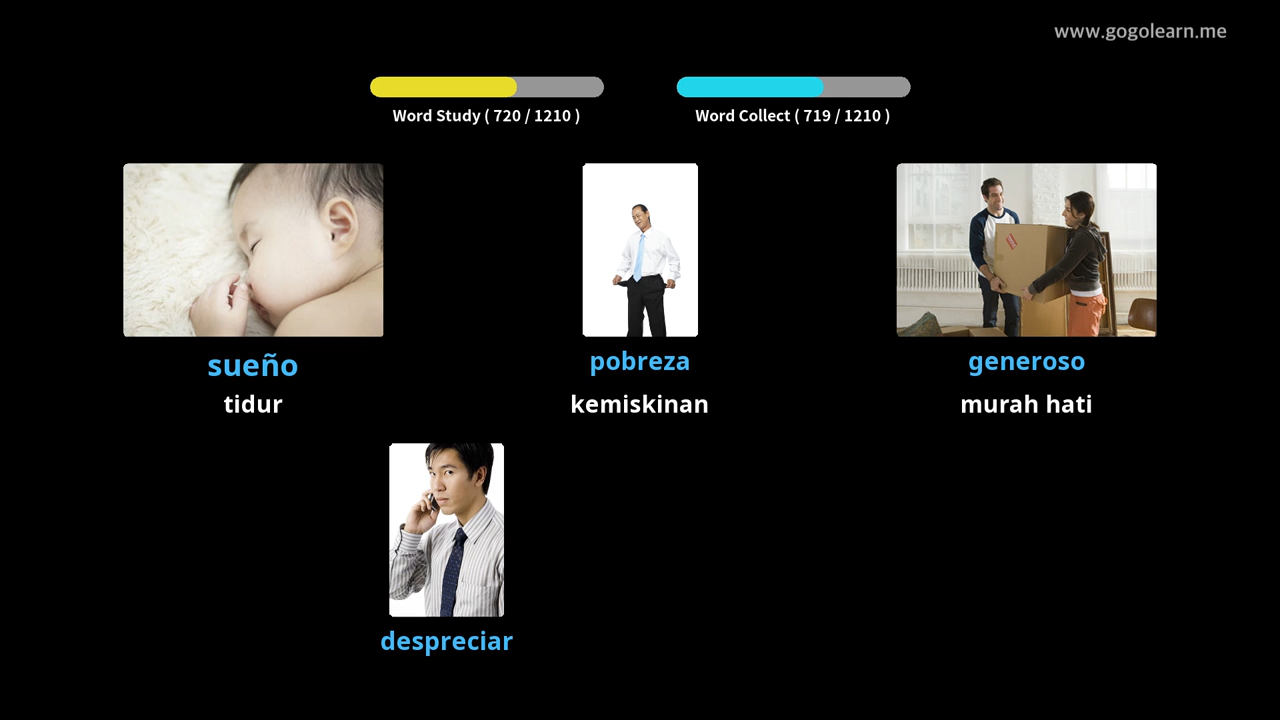 www.gogolearn.me
Word Study ( 720 / 1210 )
Word Collect ( 719 / 1210 )
sueño
tidur
pobreza
kemiskinan
generoso
murah hati
despreciar